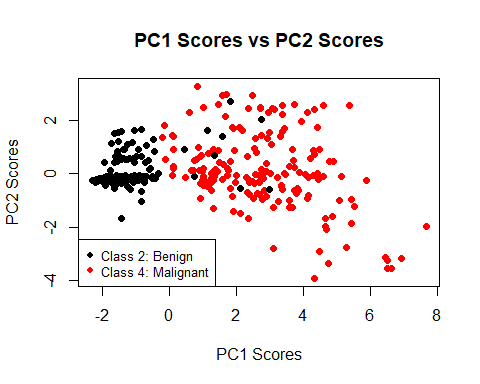 PC1 Scores vs PC2 Scores
PC2 Scores
2
0
-2
-4
Class 2: Benign
Class 4: Malignant
-2 0 2 4 6 8
PC1 Scores